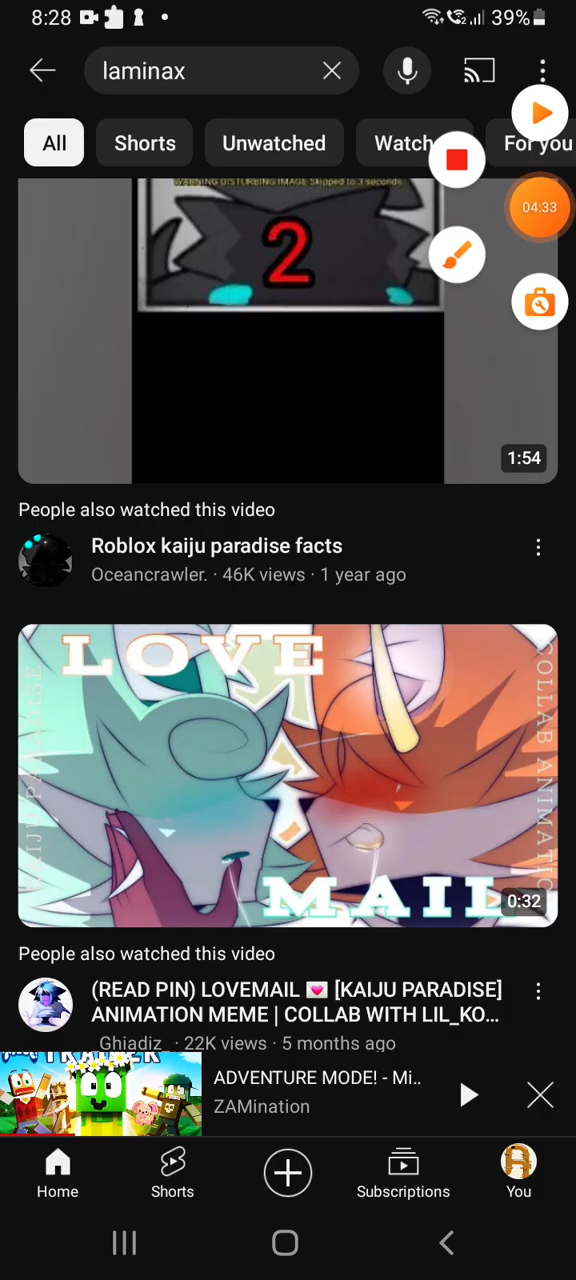 8:28
39%
laminax
All
Shorts
Unwatched
Watch
For you
04:33
WARNING DISTURBING IMAGE Skipped to 3 seconds
2
1:54
People also watched this video
Roblox kaiju paradise facts
Oceancrawler. · 46K views · 1 year ago
LOVE
KAIJU PARADISE
COLLAB ANIMATIC
MAIL
0:32
People also watched this video
(READ PIN) LOVEMAIL 💌 [KAIJU PARADISE]
ANIMATION MEME | COLLAB WITH LIL_KO...
Ghiadiz · 22K views · 5 months ago
TRAILER
ADVENTURE MODE! - Mi..
ZAMination
Home
Shorts
Subscriptions
You